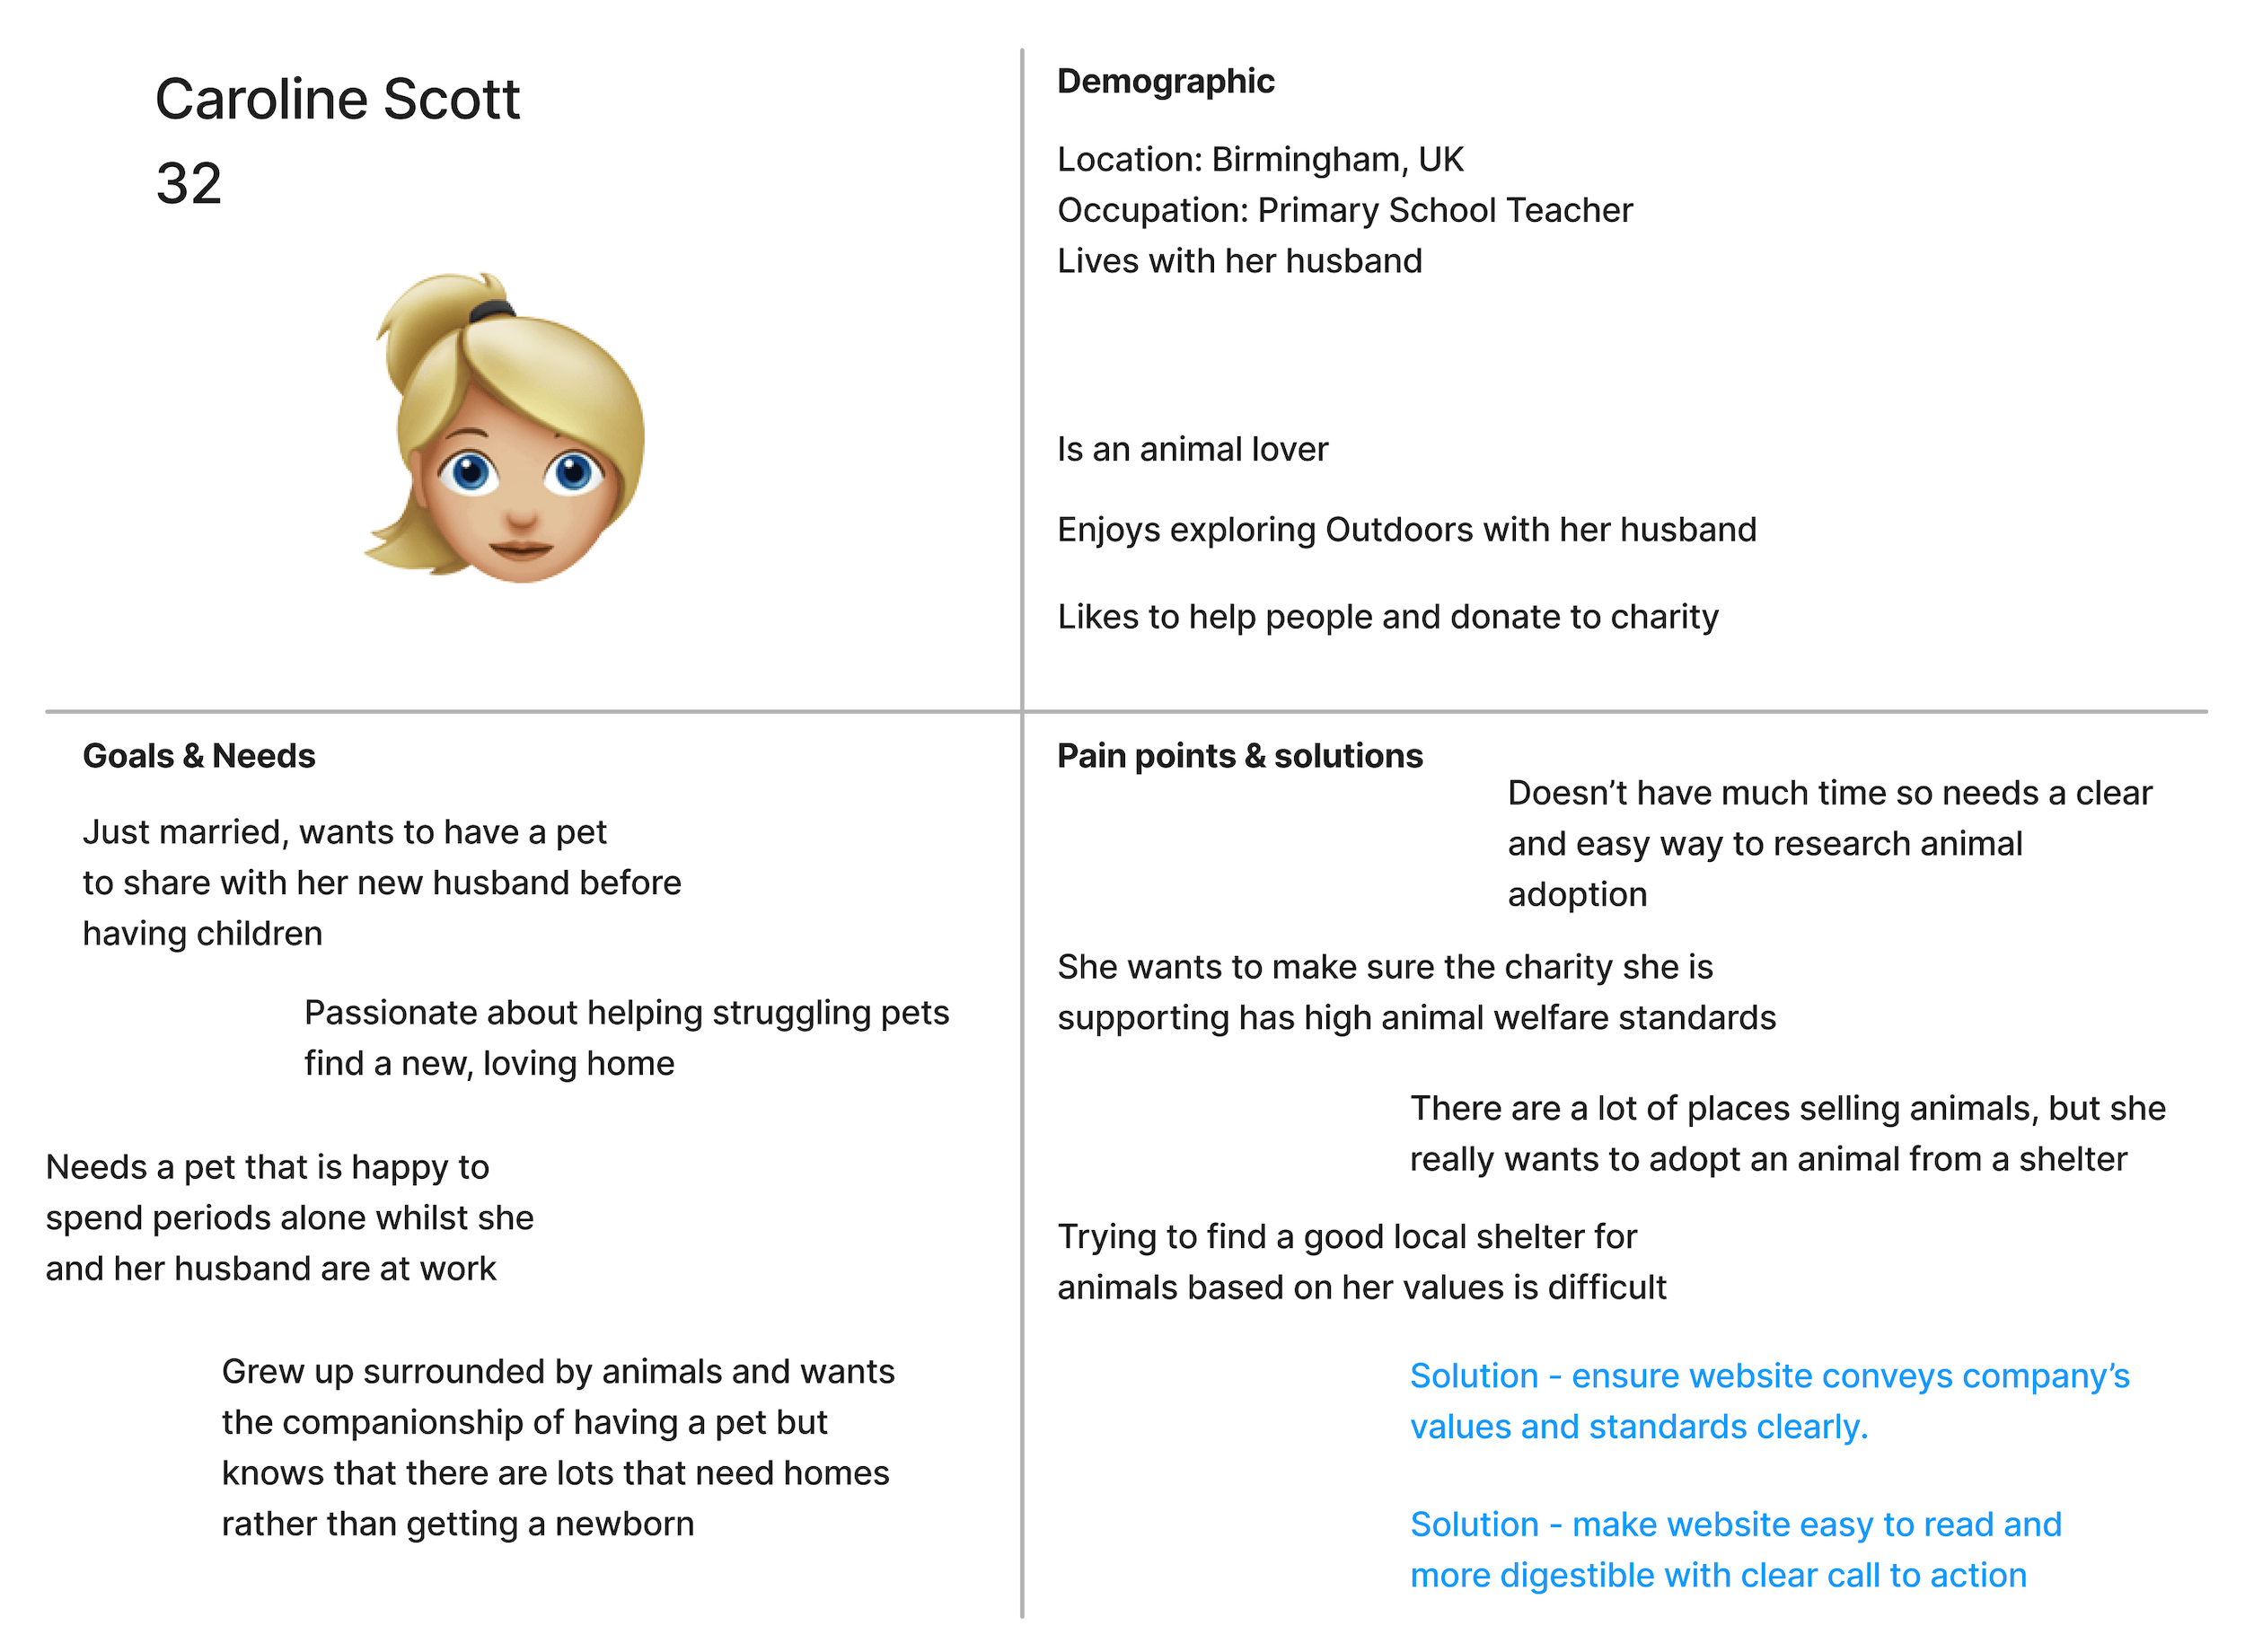 Caroline Scott
32
Demographic
Location: Birmingham, UK
Occupation: Primary School Teacher
Lives with her husband
Is an animal lover
Enjoys exploring Outdoors with her husband
Likes to help people and donate to charity
Goals & Needs
Just married, wants to have a pet
to share with her new husband before
having children
Passionate about helping struggling pets
find a new, loving home
Needs a pet that is happy to
spend periods alone whilst she
and her husband are at work
Grew up surrounded by animals and wants
the companionship of having a pet but
knows that there are lots that need homes
rather than getting a newborn
Pain points & solutions
Doesn’t have much time so needs a clear
and easy way to research animal
adoption
She wants to make sure the charity she is
supporting has high animal welfare standards
There are a lot of places selling animals, but she
really wants to adopt an animal from a shelter
Trying to find a good local shelter for
animals based on her values is difficult
Solution - ensure website conveys company’s
values and standards clearly.
Solution - make website easy to read and
more digestible with clear call to action